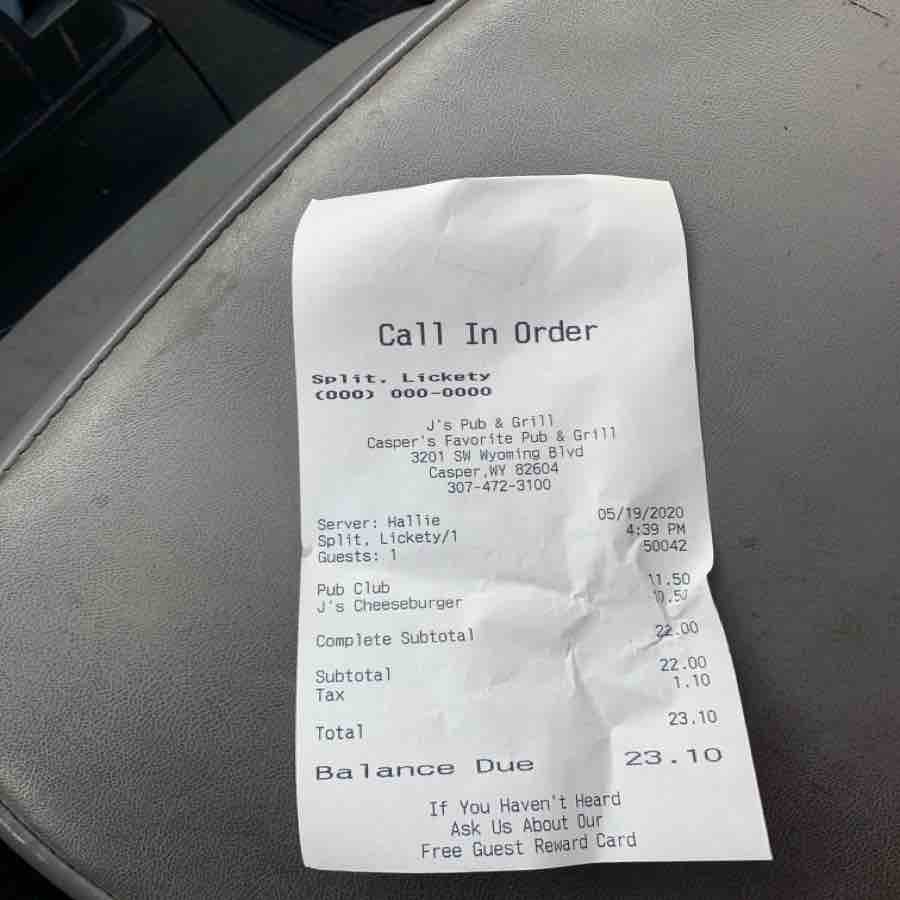 Call In Order
Split, Lickety
(000) 000-0000
J's Pub & Grill
Casper's Favorite Pub & Grill
3201 SW Wyoming Blvd
Casper,WY 82604
307-472-3100
Server: Hallie 05/19/2020
Split, Lickety/1 4:39 PM
Guests: 1 50042
Pub Club 11.50
J's Cheeseburger 10.50
Complete Subtotal 22.00
Subtotal 22.00
Tax 1.10
Total 23.10
Balance Due 23.10
If You Haven't Heard
Ask Us About Our
Free Guest Reward Card